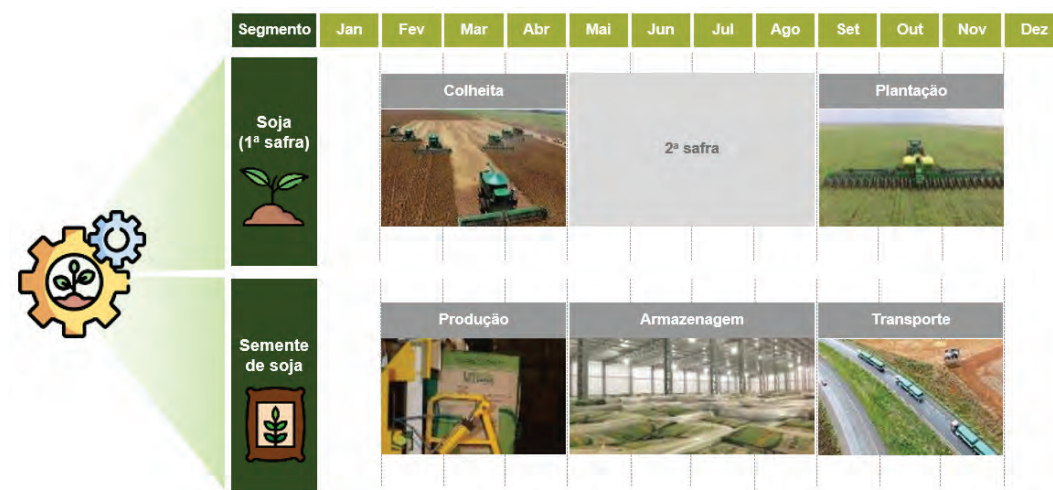 Segmento Jan Fev Mar Abr Mai Jun Jul Ago Set Out Nov Dez
Colheita
Plantação
Soja
(1ª safra)
2ª safra
Produção
Armazenagem
Transporte
Semente
de soja